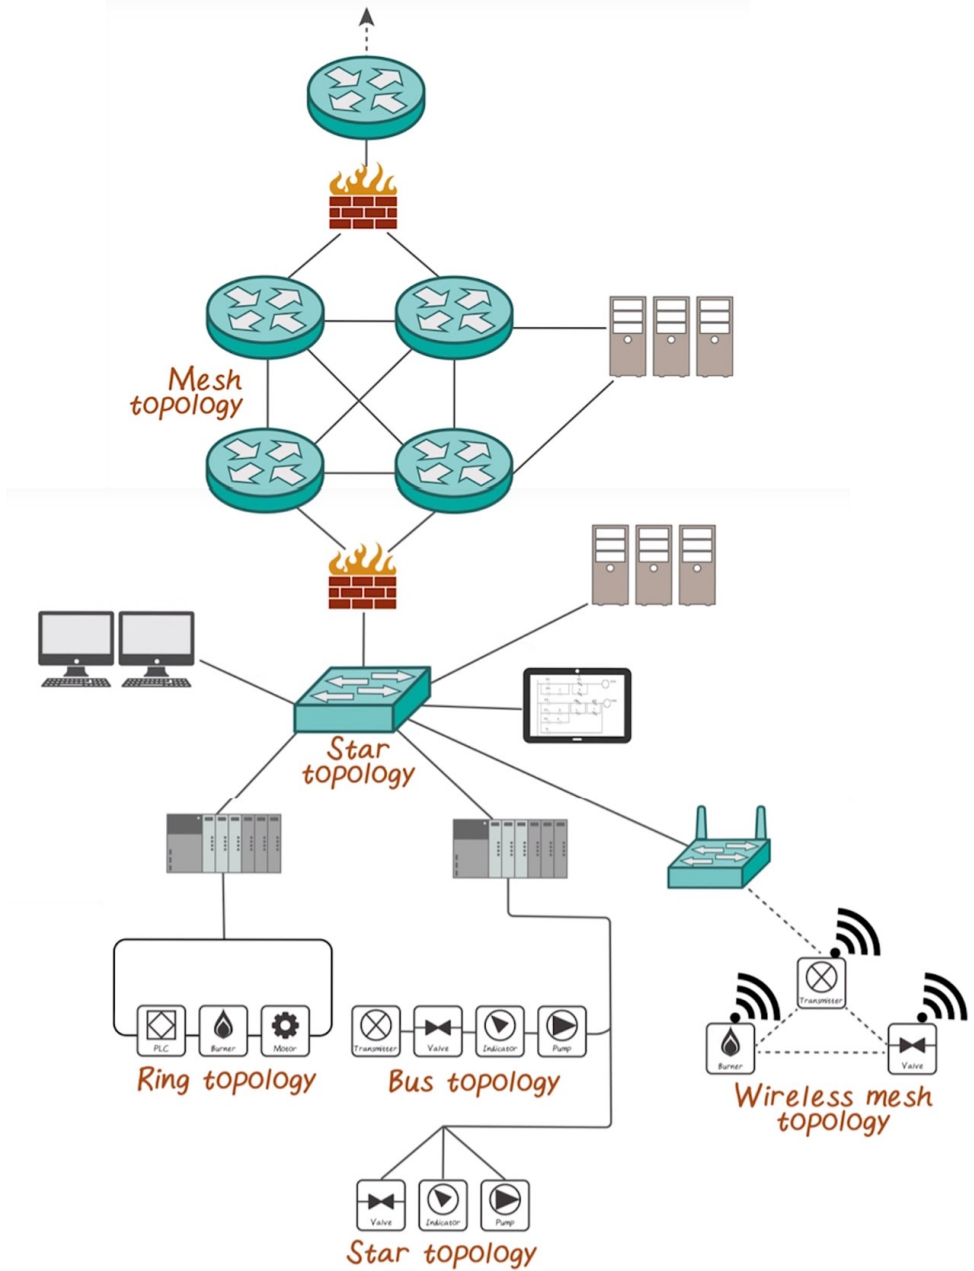 Mesh
topology
Star
topology
PLC
Burner
Motor
Ring topology
Transmitter
Valve
Indicator
Pump
Bus topology
Transmitter
Burner
Valve
Wireless mesh
topology
Valve
Indicator
Pump
Star topology